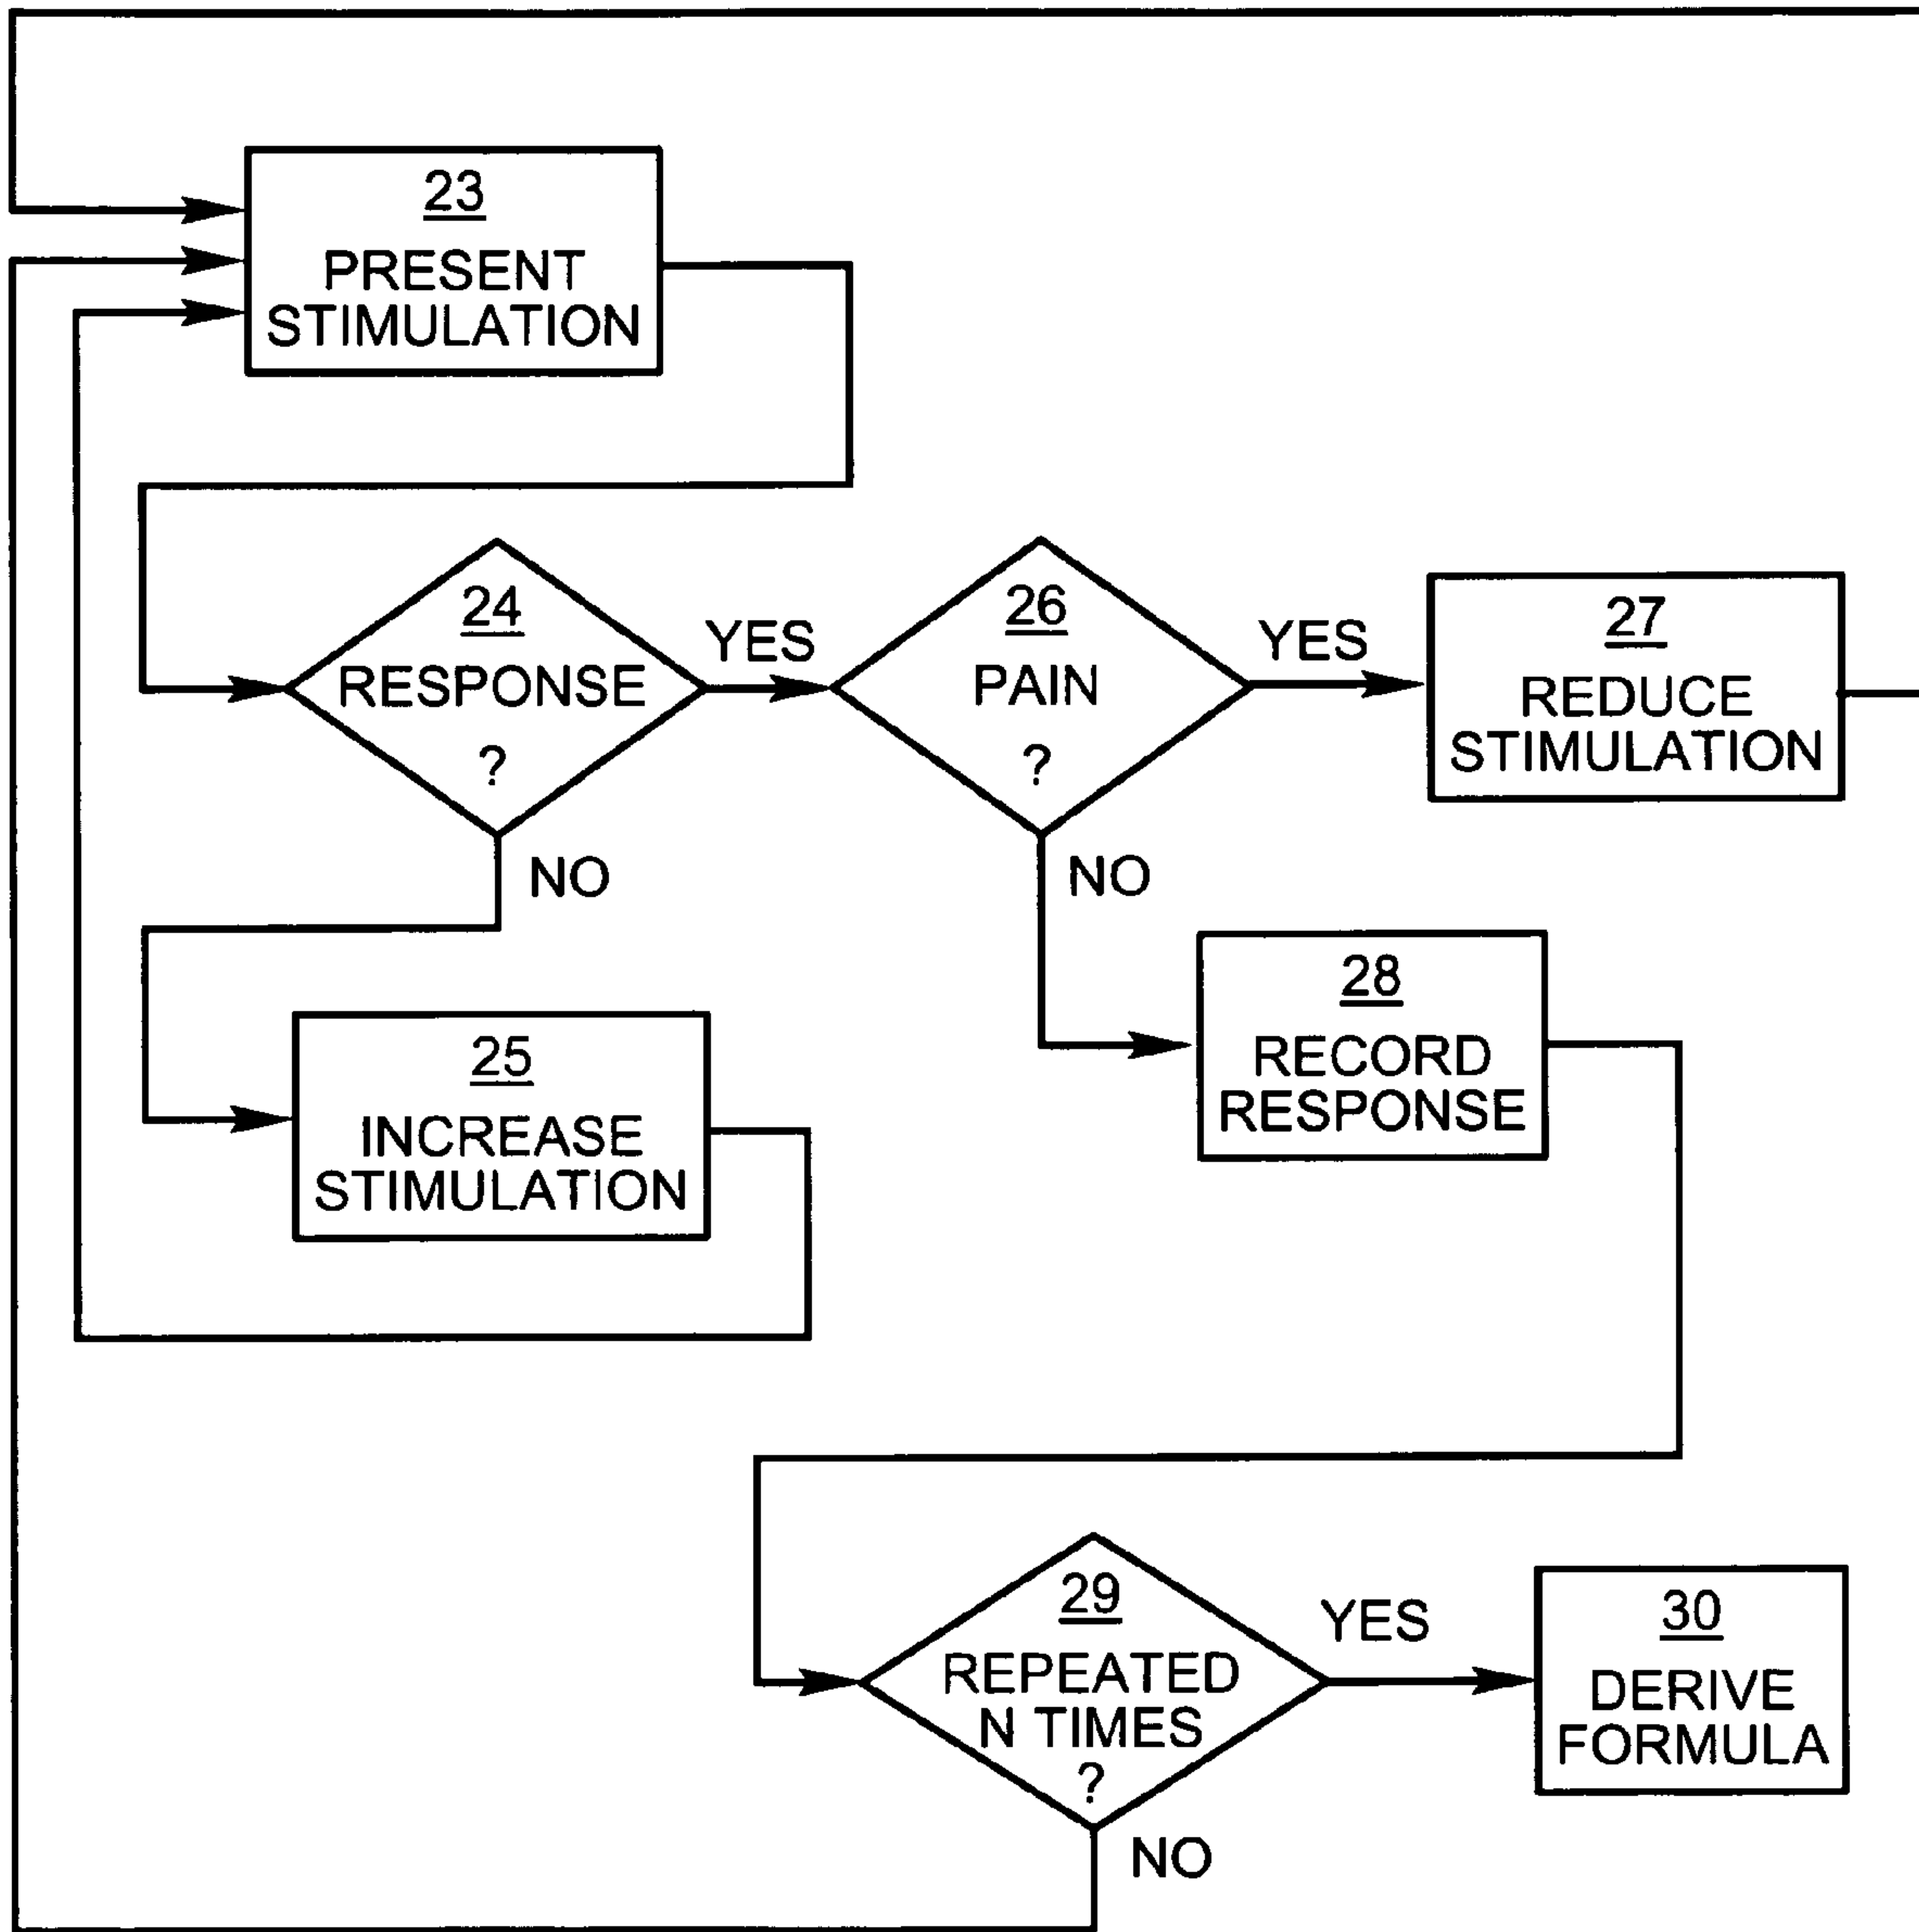 23
PRESENT
STIMULATION
24
RESPONSE
?
YES
26
PAIN
?
YES
27
REDUCE
STIMULATION
NO
NO
25
INCREASE
STIMULATION
28
RECORD
RESPONSE
29
REPEATED
N TIMES
?
YES
30
DERIVE
FORMULA
NO